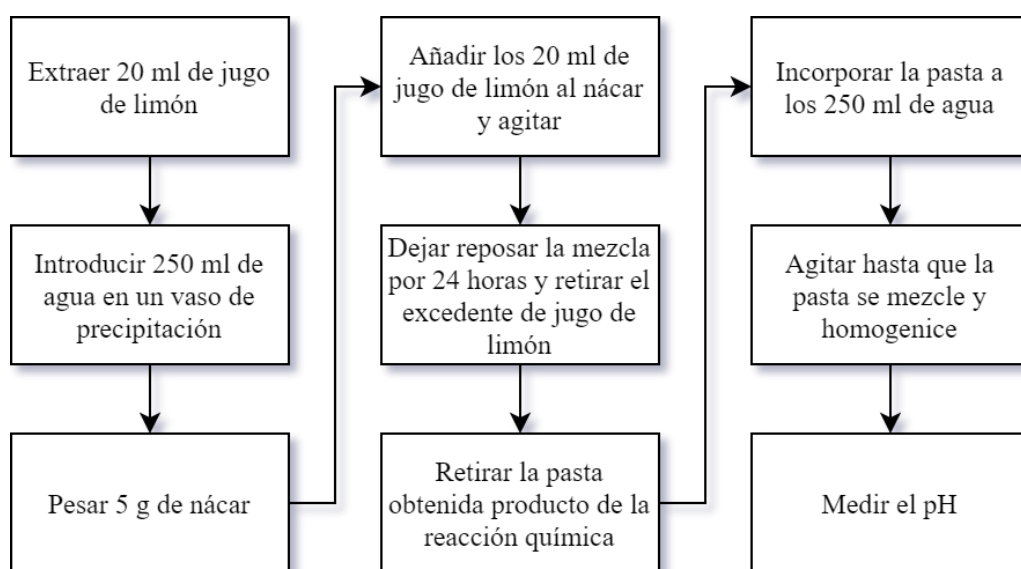 Extraer 20 ml de jugo
de limón
Introducir 250 ml de
agua en un vaso de
precipitación
Pesar 5 g de nácar
Añadir los 20 ml de
jugo de limón al nácar
y agitar
Dejar reposar la mezcla
por 24 horas y retirar el
excedente de jugo de
limón
Retirar la pasta
obtenida producto de la
reacción química
Incorporar la pasta a
los 250 ml de agua
Agitar hasta que la
pasta se mezcle y
homogenice
Medir el pH